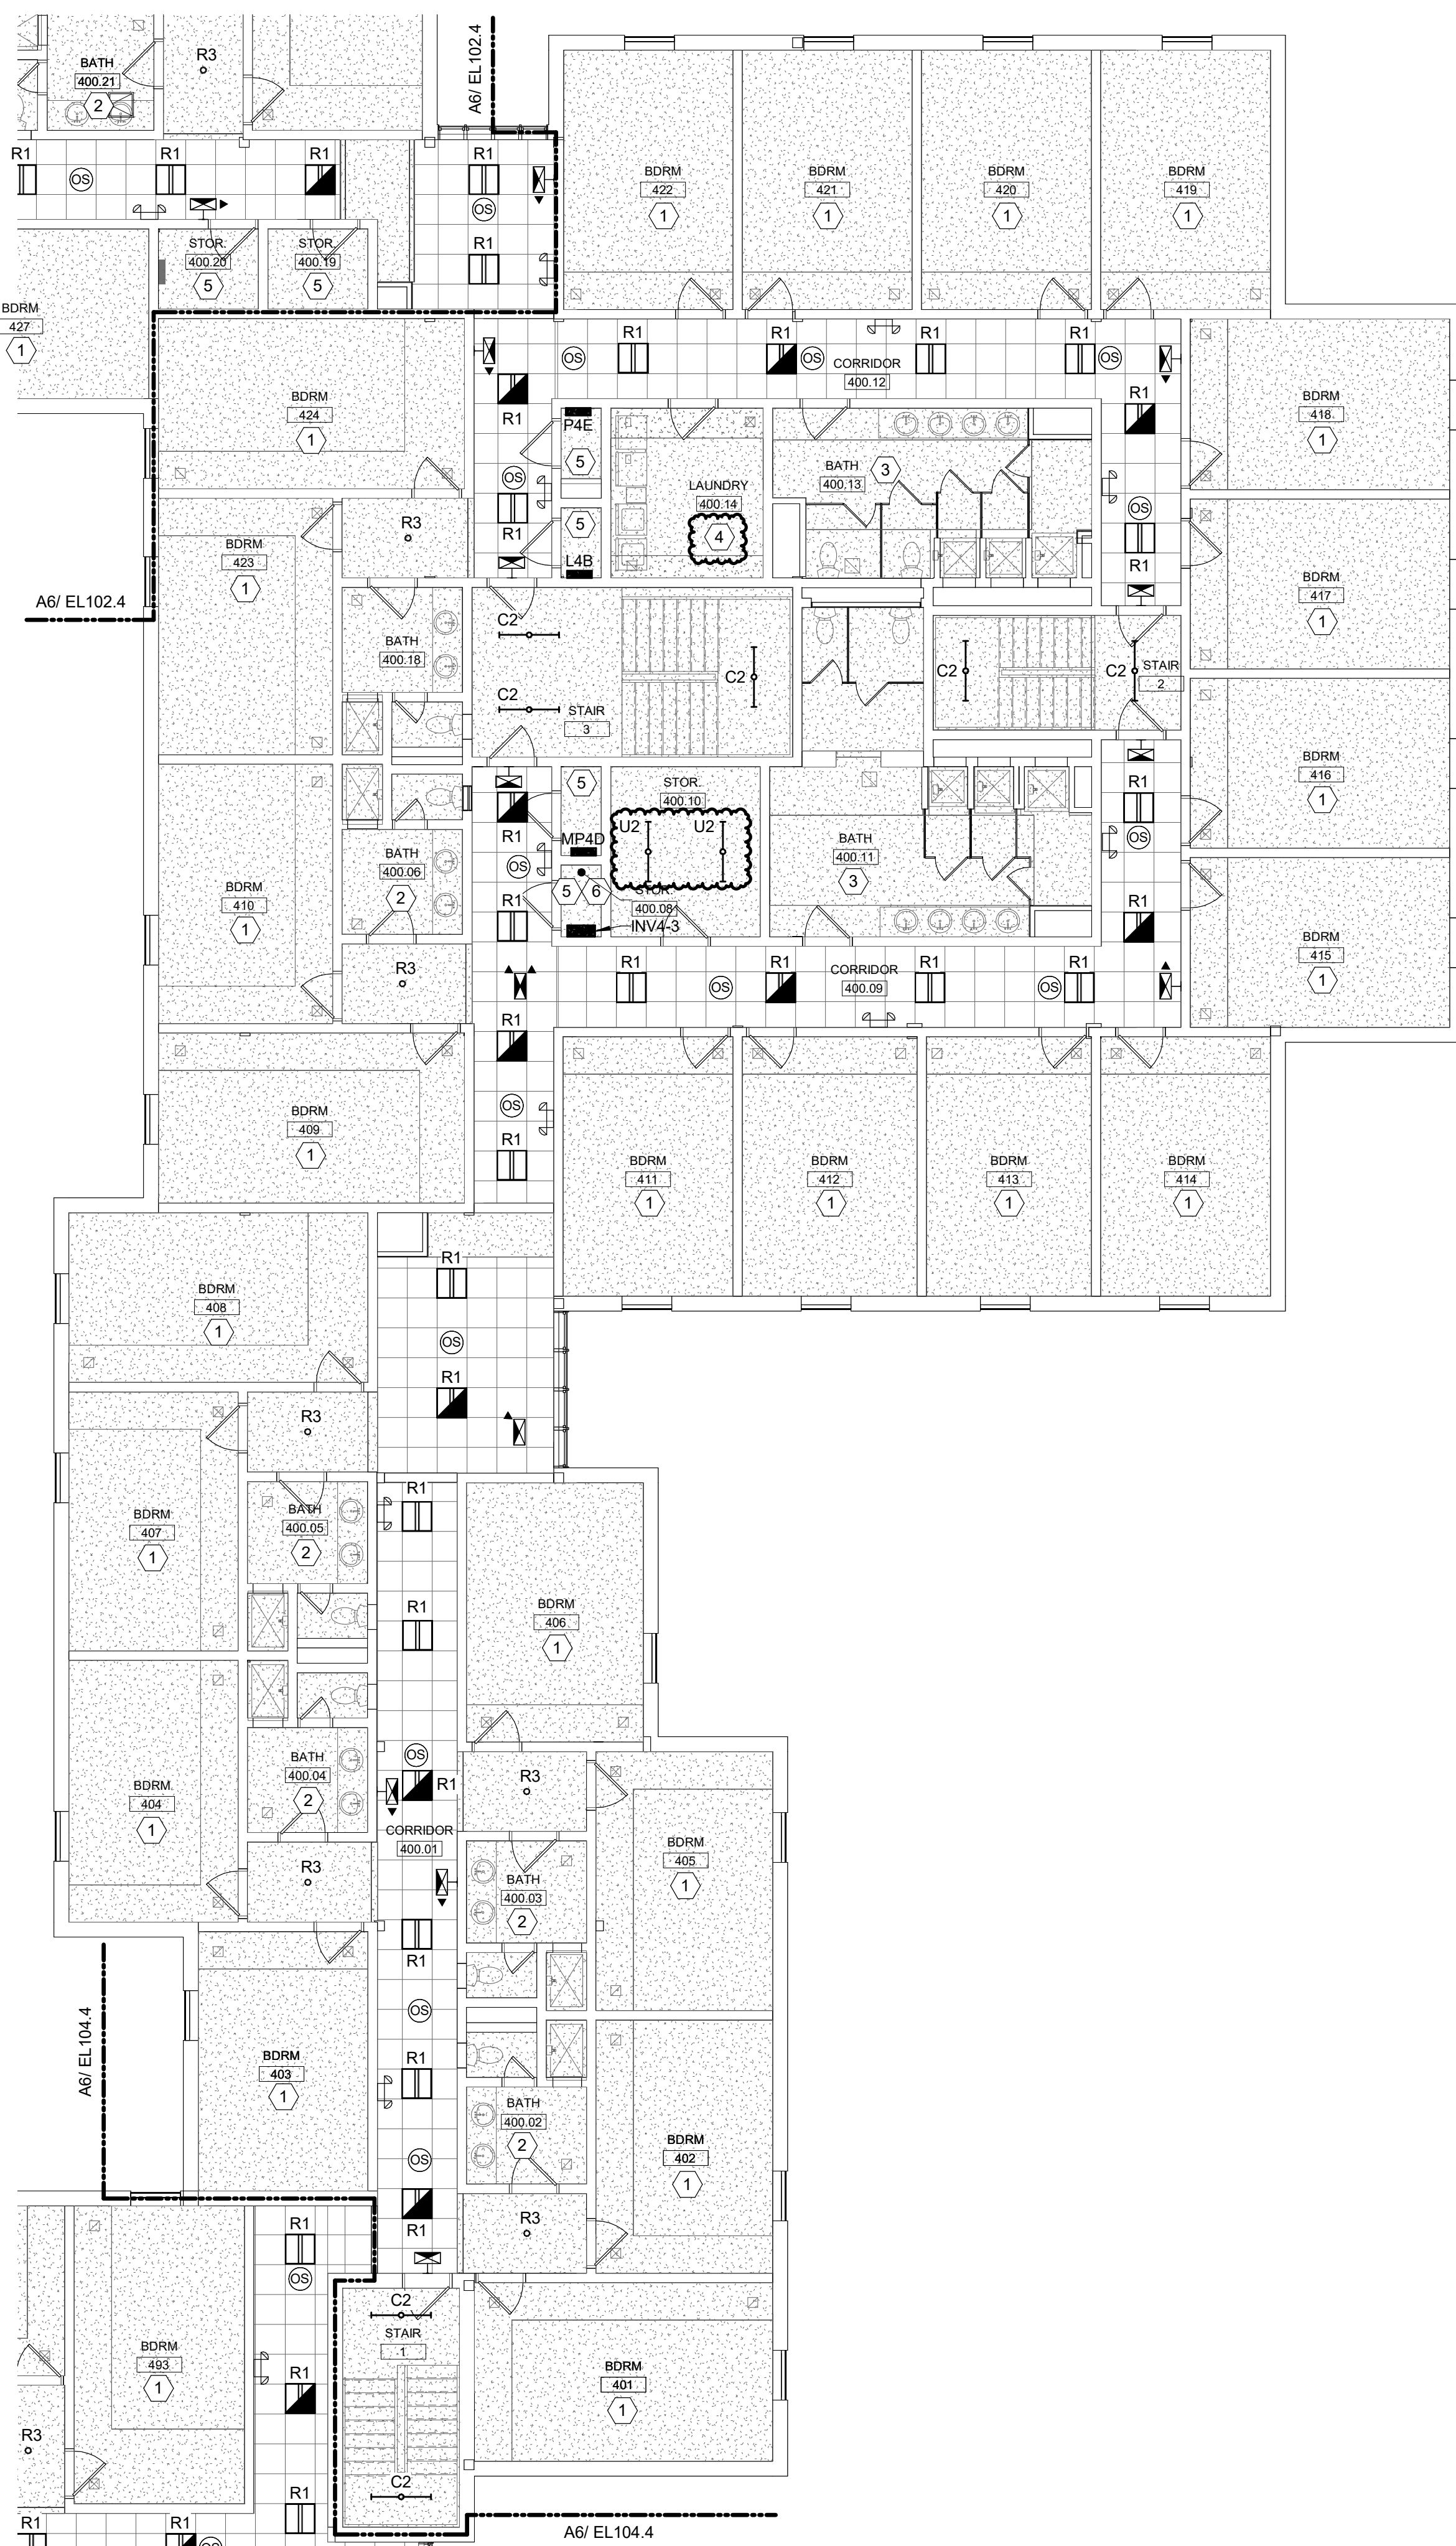 A6/ EL102.4
BATH
400.21
2
R3
R1
OS
R1
R1
R1
OS
R1
STOR.
400.20
5
STOR.
400.19
5
BDRM
427
1
BDRM
422
1
BDRM
421
1
BDRM
420
1
BDRM
419
1
OS
R1
R1
OS
R1
R1
OS
CORRIDOR
400.12
BDRM
424
1
R1
OS
R1
P4E
5
5
L4B
LAUNDRY
400.14
4
BATH
400.13
3
R1
OS
R1
BDRM
418
1
BDRM
417
1
BDRM
423
1
R3
A6/ EL102.4
BATH
400.18
C2
C2
STAIR
3
C2
C2
C2
STAIR
2
BDRM
416
1
BDRM
415
1
BDRM
410
1
BATH
400.06
2
R3
R1
OS
R1
5
MP4D
5
6
INV4-3
STOR.
400.10
U2
U2
STOR.
400.08
BATH
400.11
3
R1
OS
R1
R1
OS
R1
CORRIDOR
400.09
R1
OS
R1
R1
OS
R1
BDRM
409
1
BDRM
411
1
BDRM
412
1
BDRM
413
1
BDRM
414
1
BDRM
408
1
R1
OS
R1
R3
BDRM
407
1
BATH
400.05
2
R1
R1
BDRM
406
1
BDRM
404
1
BATH
400.04
2
R3
OS
R1
CORRIDOR
400.01
R3
BDRM
405
1
BATH
400.03
2
R1
OS
R1
OS
R1
A6/ EL104.4
BDRM
403
1
BATH
400.02
2
R3
BDRM
402
1
R1
OS
BDRM
493
1
R1
R3
R1
R1
R1
OS
C2
STAIR
1
C2
BDRM
401
1
A6/ EL104.4